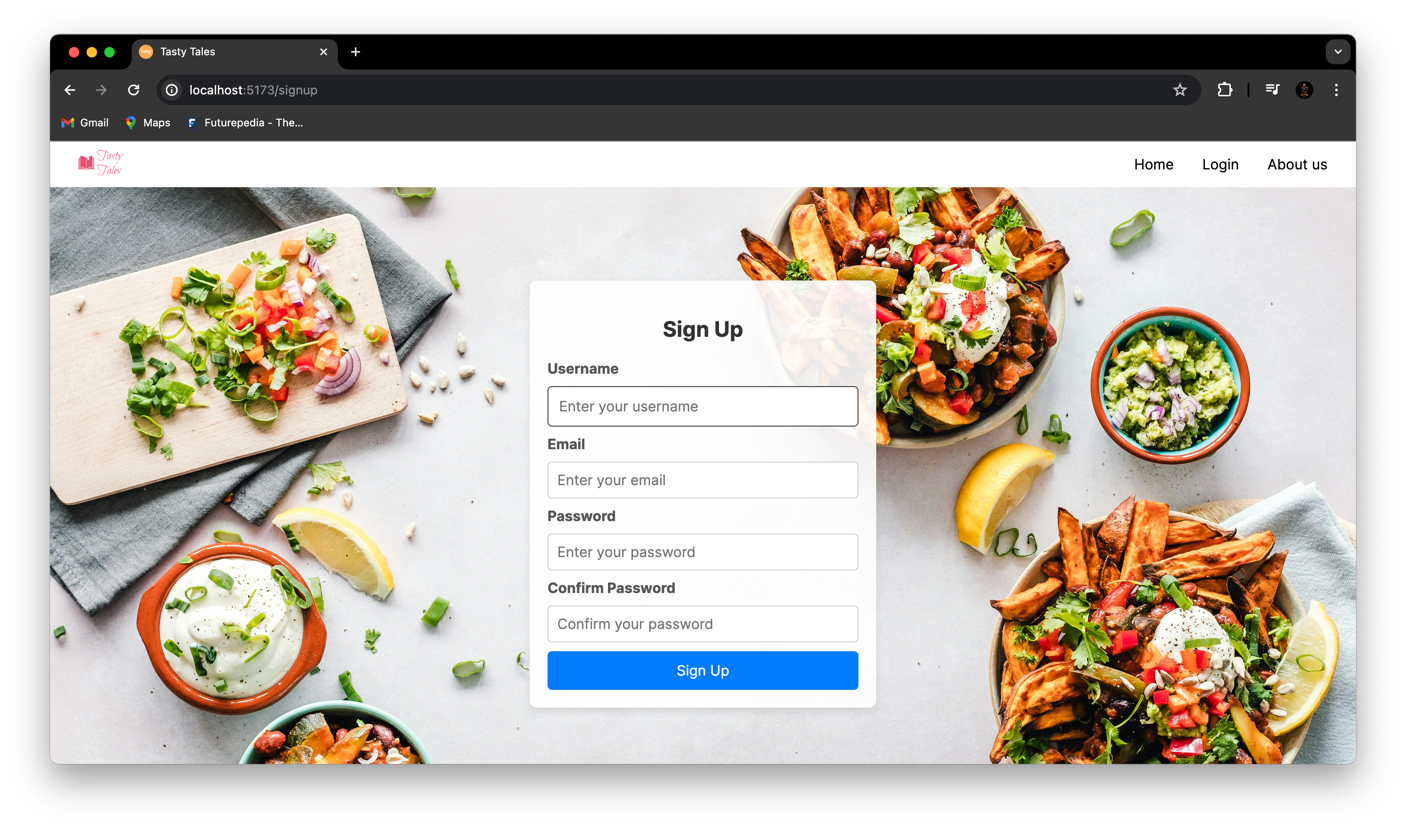 Tasty Tales
localhost:5173/signup
Gmail Maps Futurepedia - The...
Tasty
Tales
Home Login About us
Sign Up
Username
Enter your username
Email
Enter your email
Password
Enter your password
Confirm Password
Confirm your password
Sign Up